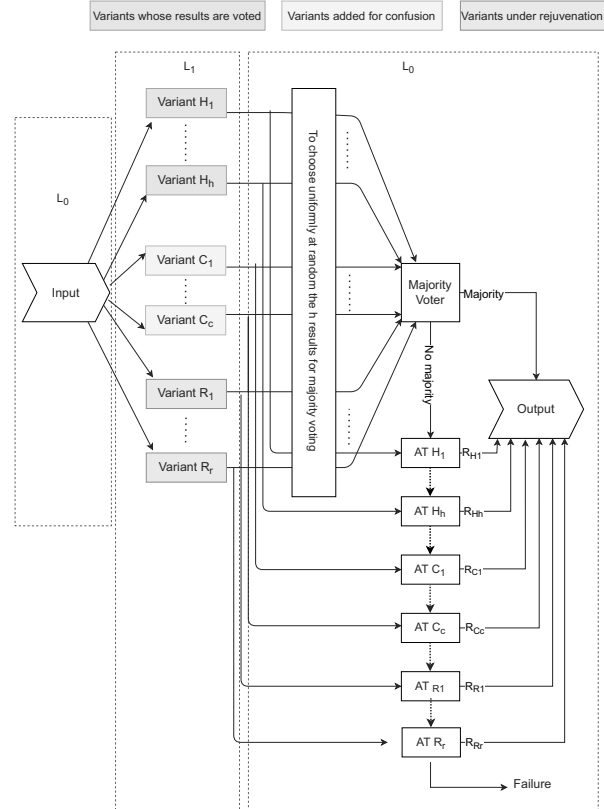 Variants whose results are voted
Variants added for confusion
Variants under rejuvenation
L1
L0
L0
Variant H1
Variant Hh
Variant C1
Variant Cc
Variant R1
Variant Rr
Input
To choose uniformly at random the h results for majority voting
Majority
Voter
Majority
No majority
Output
AT H1
RH1
AT Hh
RHh
AT C1
RC1
AT Cc
RCc
AT R1
RR1
AT Rr
RRr
Failure